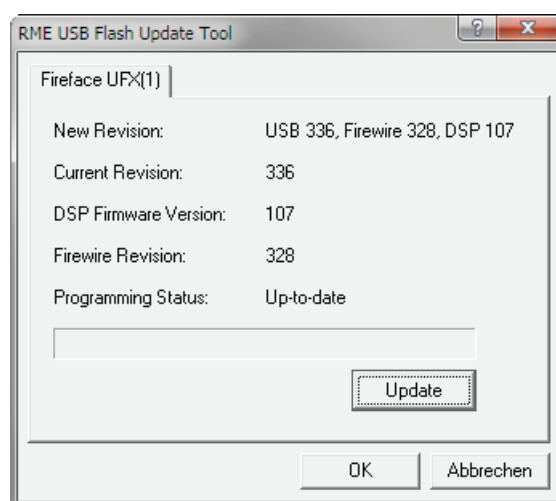 RME USB Flash Update Tool
Fireface UFX(1)
New Revision: USB 336, Firewire 328, DSP 107
Current Revision: 336
DSP Firmware Version: 107
Firewire Revision: 328
Programming Status: Up-to-date
Update
OK Abbrechen